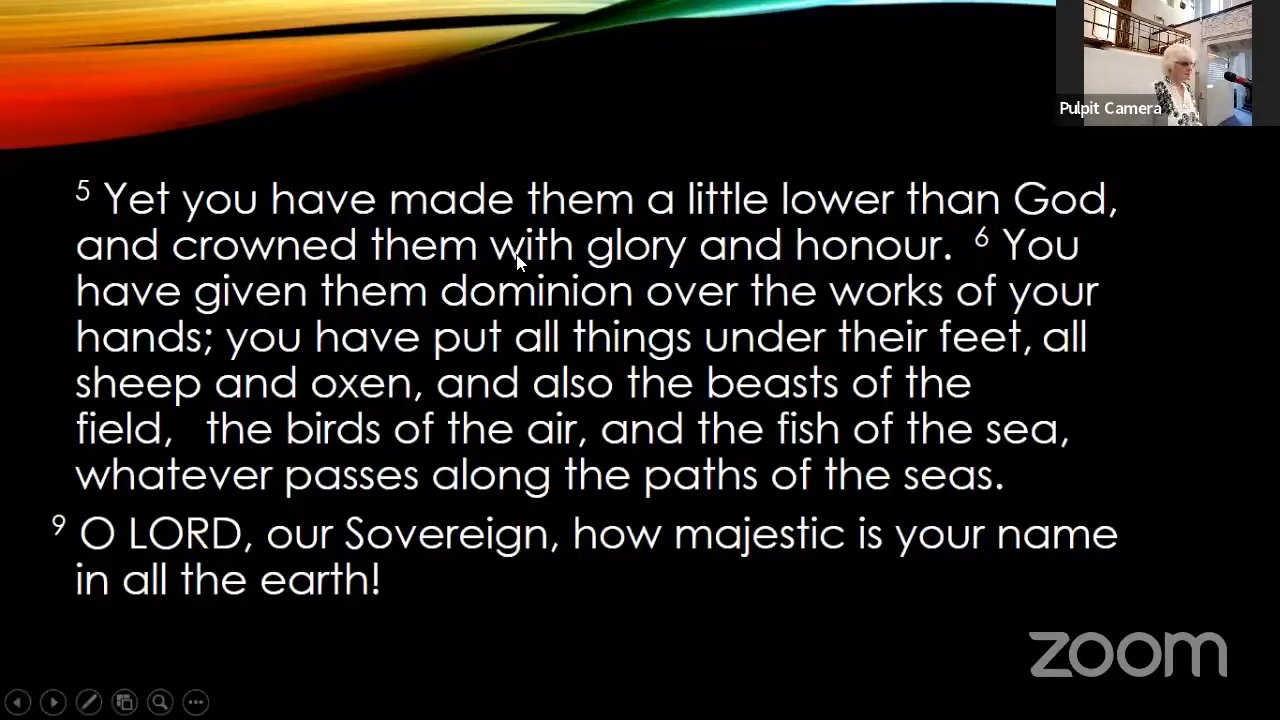 Pulpit Camera
5 Yet you have made them a little lower than God,
and crowned them with glory and honour. 6 You
have given them dominion over the works of your
hands; you have put all things under their feet, all
sheep and oxen, and also the beasts of the
field, the birds of the air, and the fish of the sea,
whatever passes along the paths of the seas.
9 O LORD, our Sovereign, how majestic is your name
in all the earth!
zoom